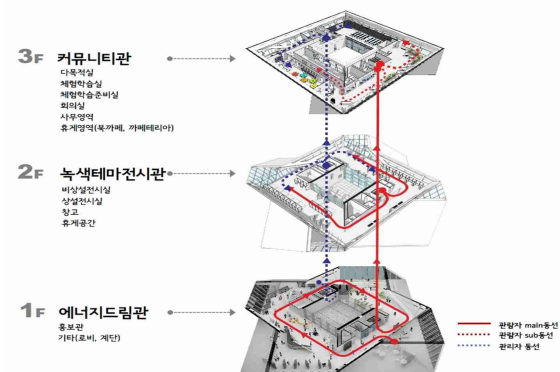 3F 커뮤니티관
다목적실
체험학습실
체험학습준비실
회의실
사무영역
휴게영역(북까페, 까페테리아)
2F 녹색테마전시관
비상설전시실
상설전시실
창고
휴게공간
1F 에너지드림관
홍보관
기타(로비, 계단)
관람자 main동선
관람자 sub동선
관리자 동선